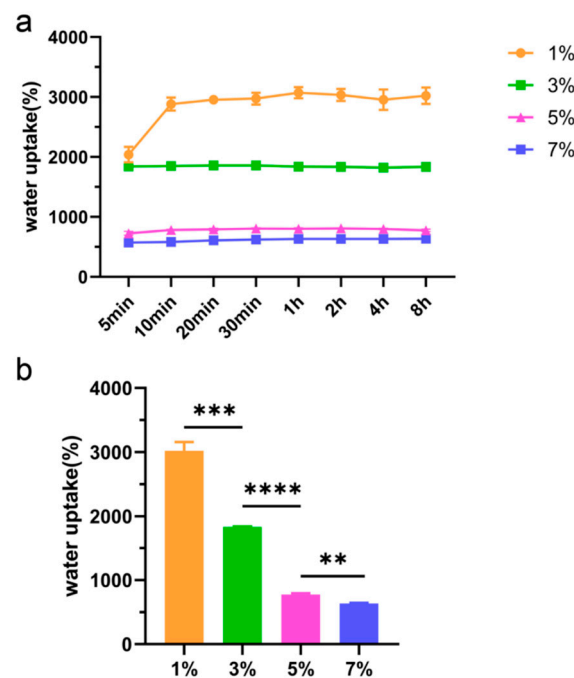 a
water uptake(%)
4000
3000
2000
1000
0
5min
10min
20min
30min
1h
2h
4h
8h
1%
3%
5%
7%
b
water uptake(%)
4000
3000
2000
1000
0
***
****
**
1%
3%
5%
7%